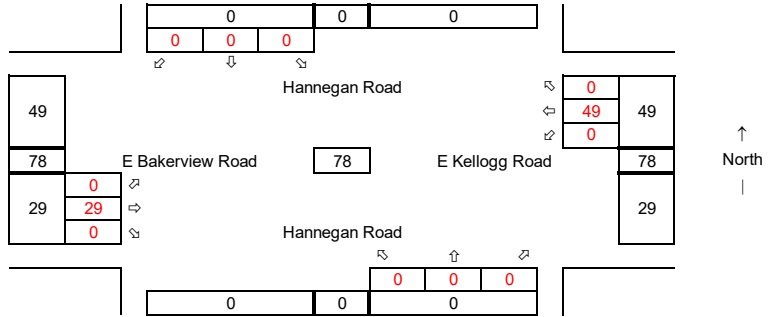 0 0 0
0 0 0
⬃ ⇩ ⬂
Hannegan Road
⬁ 0
49 ⇦ 49 49
⬃ 0
78 E Bakerview Road 78 E Kellogg Road 78
↑
North
|
0 ⬀
29 29 ⇨ 29
0 ⬂
Hannegan Road
⬁ ⇧ ⬀
0 0 0
0 0 0